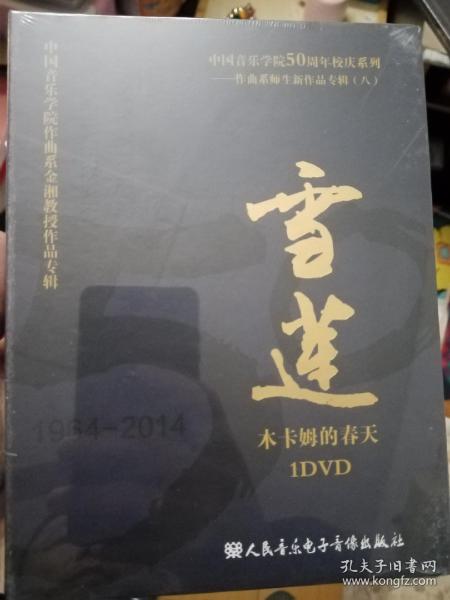 中国音乐学院50周年校庆系列
——作曲系师生新作品专辑（八）
中国音乐学院作曲系金湘教授作品专辑
雪莲
木卡姆的春天
1DVD
1964-2014
人民音乐电子音像出版社
孔夫子旧书网
www.kongfz.com